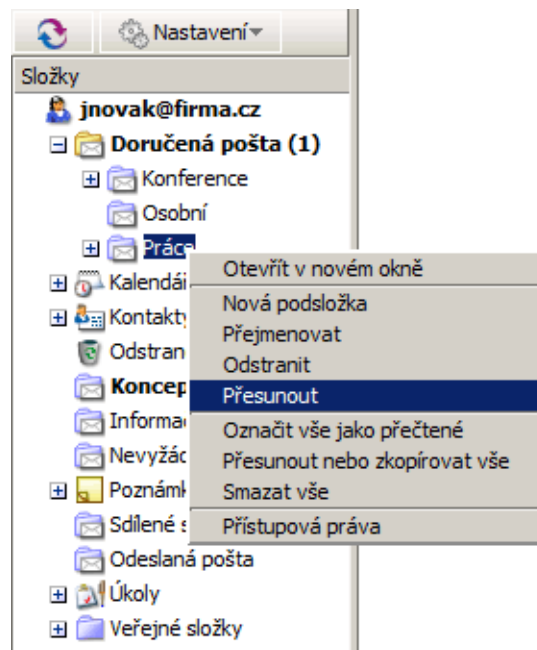 Nastavení
Složky
jnovak@firma.cz
Doručená pošta (1)
Konference
Osobní
Práce
Otevřít v novém okně
Nová podsložka
Přejmenovat
Odstranit
Přesunout
Označit vše jako přečtené
Přesunout nebo zkopírovat vše
Smazat vše
Přístupová práva
Odeslaná pošta
Úkoly
Veřejné složky